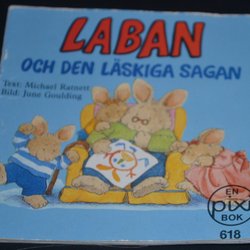 LABAN
OCH DEN LÄSKIGA SAGAN
Text: Michael Ratnett
Bild: June Goulding
EN
pixi
BOK
618